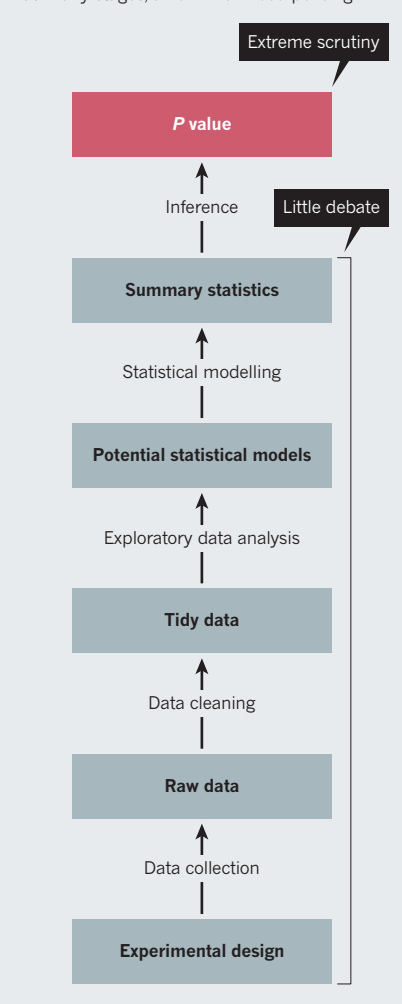 Extreme scrutiny
P value
Inference
Little debate
Summary statistics
Statistical modelling
Potential statistical models
Exploratory data analysis
Tidy data
Data cleaning
Raw data
Data collection
Experimental design